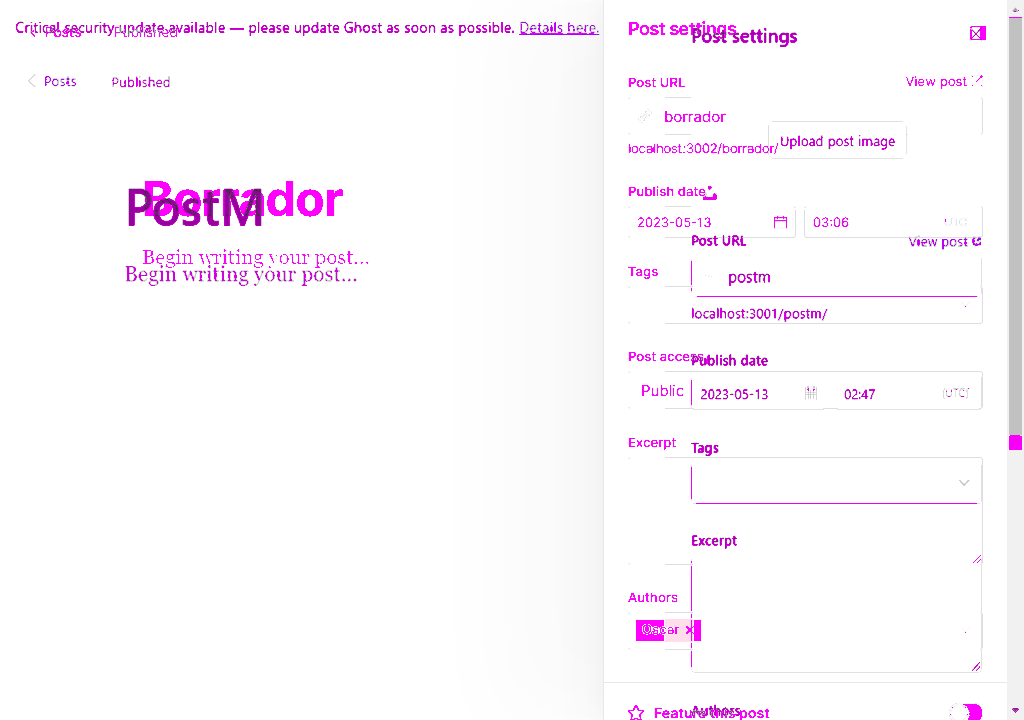 Critical security update available — please update Ghost as soon as possible. Details here.
Posts Published
Posts Published
Borrador
PostM
Begin writing your post...
Begin writing your post...
Post settings
Post settings
Post URL View post
borrador
Upload post image
localhost:3002/borrador/
Publish date
2023-05-13 03:06 UTC
Post URL View post
Tags
postm
localhost:3001/postm/
Post access
Publish date
Public
2023-05-13 02:47 (UTC)
Excerpt
Tags
Excerpt
Authors
Oscar ×
Feature this post
Authors